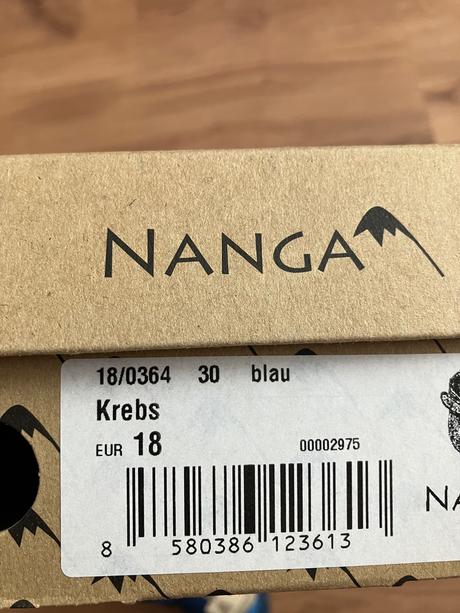 NANGA
18/0364 30 blau
Krebs
EUR 18
00002975
8 580386 123613
NA